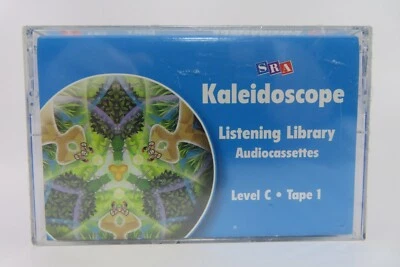 SRA
Kaleidoscope
Listening Library
Audiocassettes
Level C • Tape 1